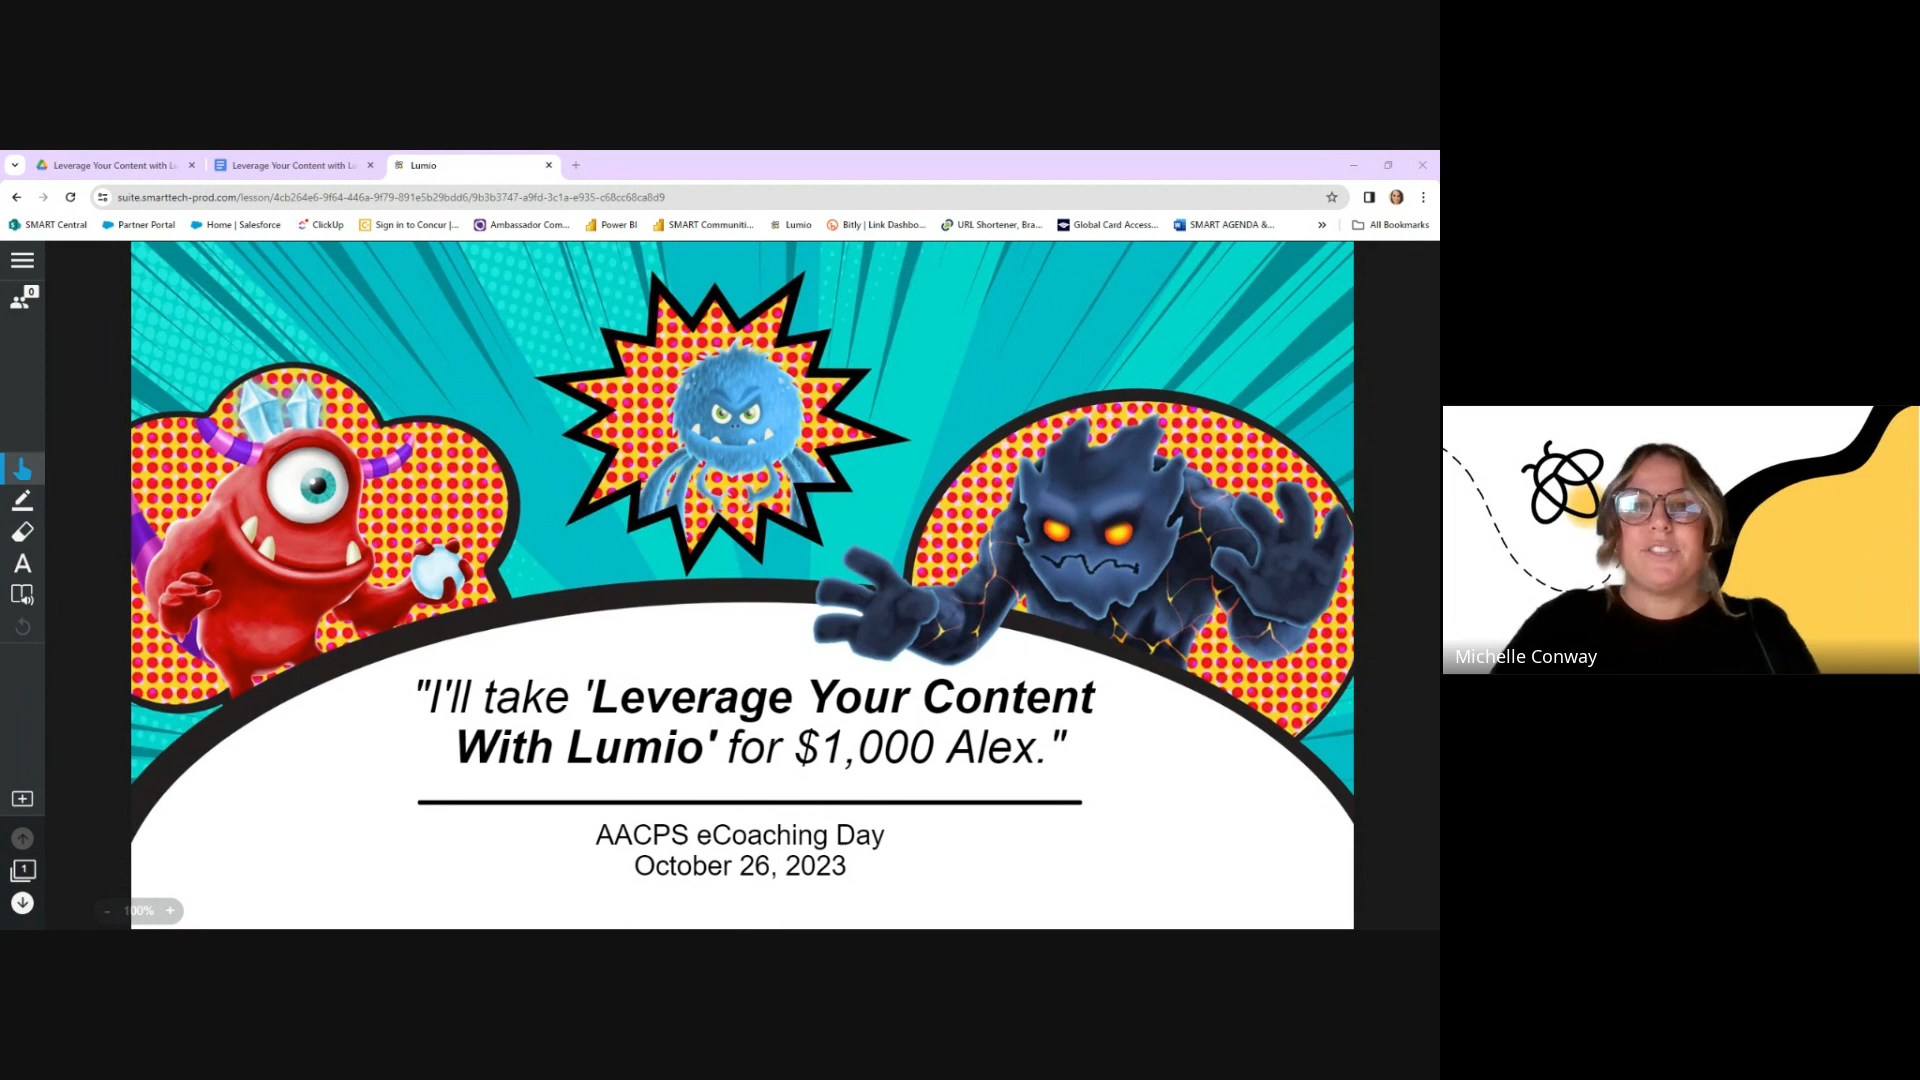 Leverage Your Content with Lu
Leverage Your Content with Lu
Lumio
suite.smarttech-prod.com/lesson/4cb264e6-9f64-446a-9f79-891e5b29bdd6/9b3b3747-a9fd-3c1a-e935-c68cc68ca8d9
SMART Central
Partner Portal
Home | Salesforce
ClickUp
Sign in to Concur |...
Ambassador Com...
Power BI
SMART Communiti...
Lumio
Bitly | Link Dashbo...
URL Shortener, Bra...
Global Card Access...
SMART AGENDA &...
All Bookmarks
0
A
1
- 100% +
"I'll take 'Leverage Your Content
With Lumio' for $1,000 Alex."
AACPS eCoaching Day
October 26, 2023
Michelle Conway